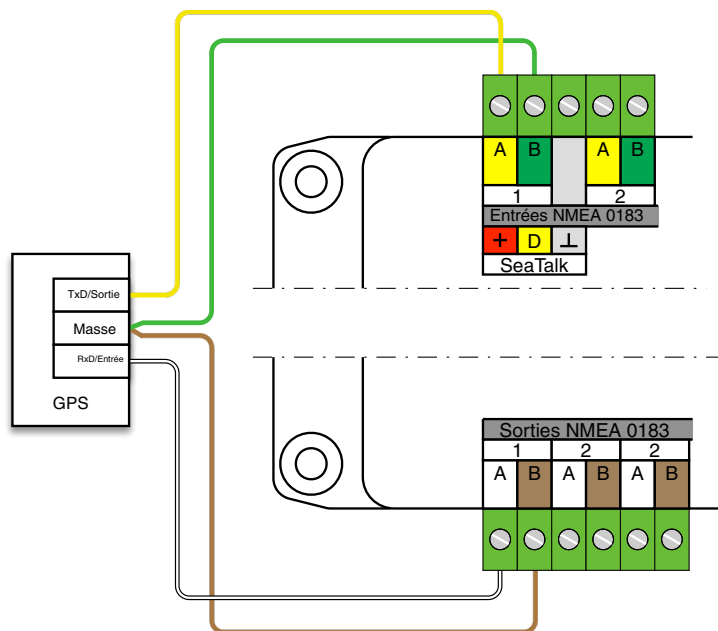 A B A B
1 2
Entrées NMEA 0183
+ D ⊥
SeaTalk
TxD/Sortie
Masse
RxD/Entrée
GPS
Sorties NMEA 0183
1 2 2
A B A B A B